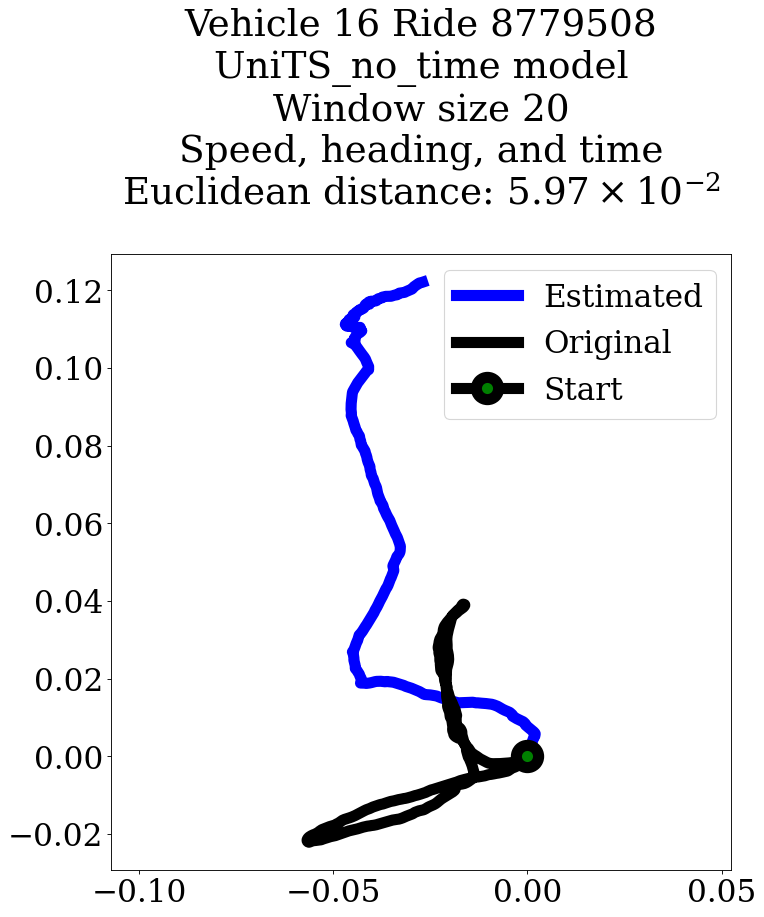 Vehicle 16 Ride 8779508
UniTS_no_time model
Window size 20
Speed, heading, and time
Euclidean distance: 5.97 × 10⁻²
Estimated
Original
Start
0.12
0.10
0.08
0.06
0.04
0.02
0.00
−0.02
−0.10
−0.05
0.00
0.05